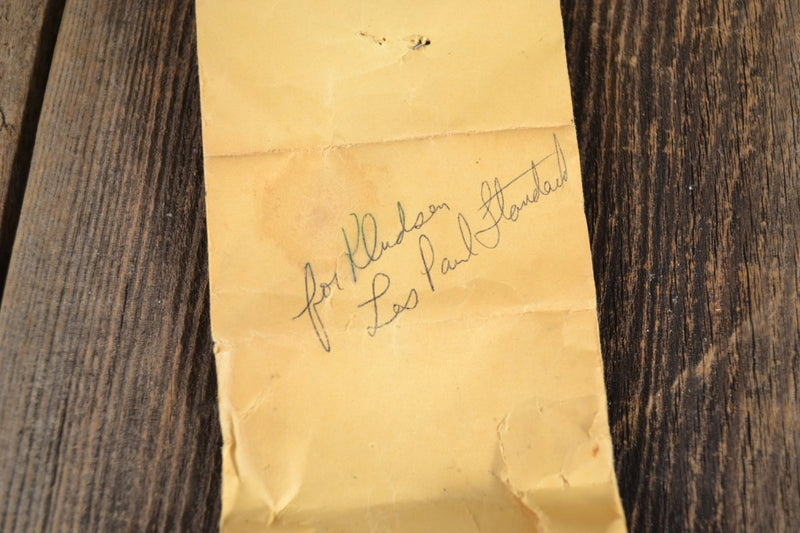 for Kludsen
Les Paul Standard